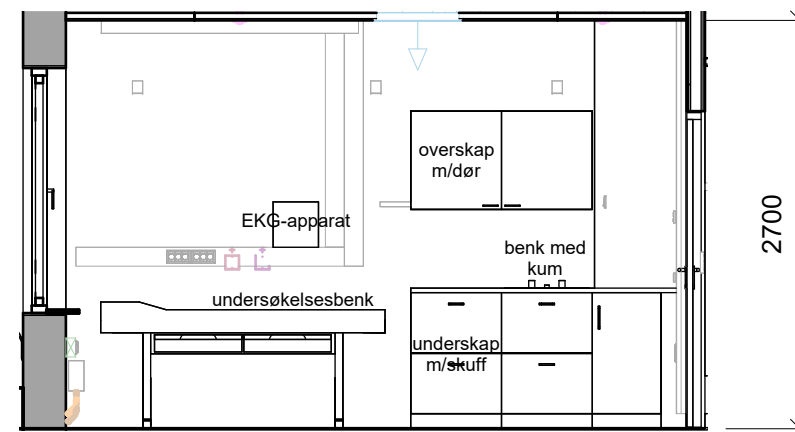 overskap
m/dør
EKG-apparat
2700
benk med
kum
undersøkelsesbenk
underskap
m/skuff